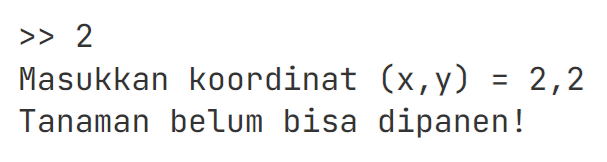 >> 2
Masukkan koordinat (x,y) = 2,2
Tanaman belum bisa dipanen!